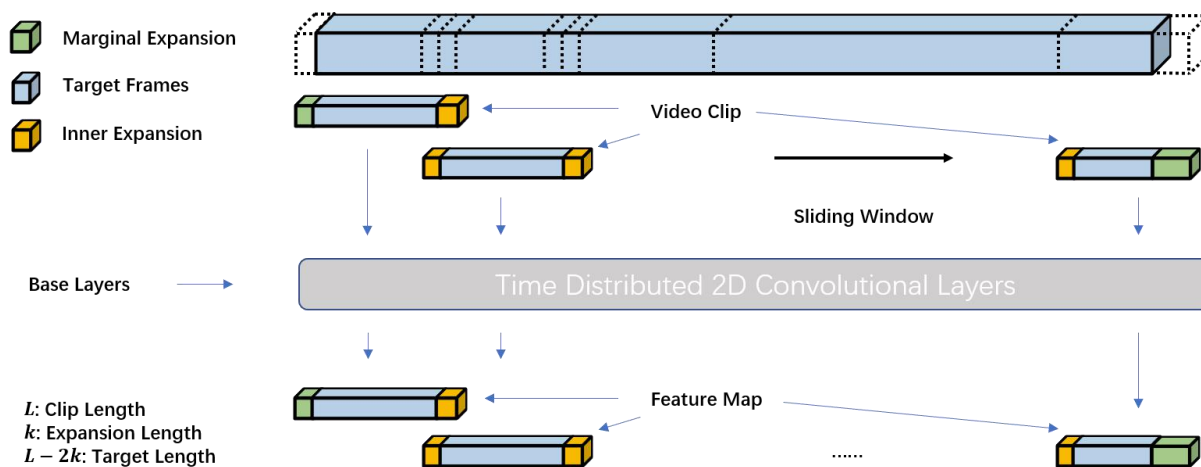 Marginal Expansion
Target Frames
Inner Expansion
Video Clip
Sliding Window
Base Layers
Time Distributed 2D Convolutional Layers
Feature Map
L: Clip Length
k: Expansion Length
L − 2k: Target Length
……